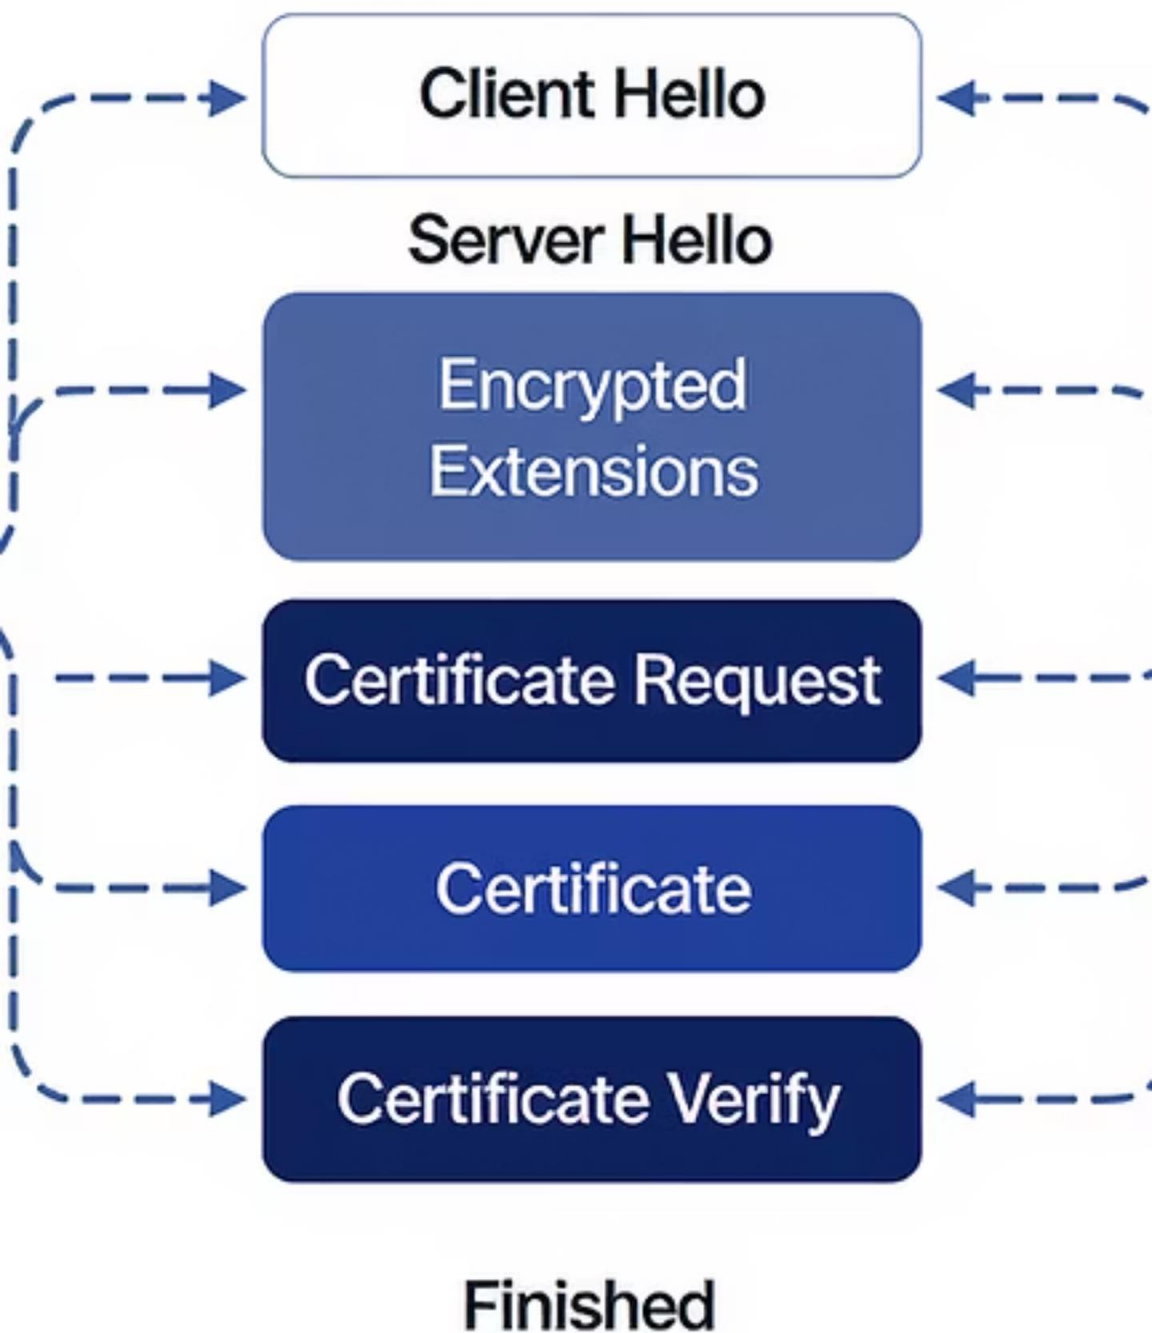 Client Hello
Server Hello
Encrypted
Extensions
Certificate Request
Certificate
Certificate Verify
Finished